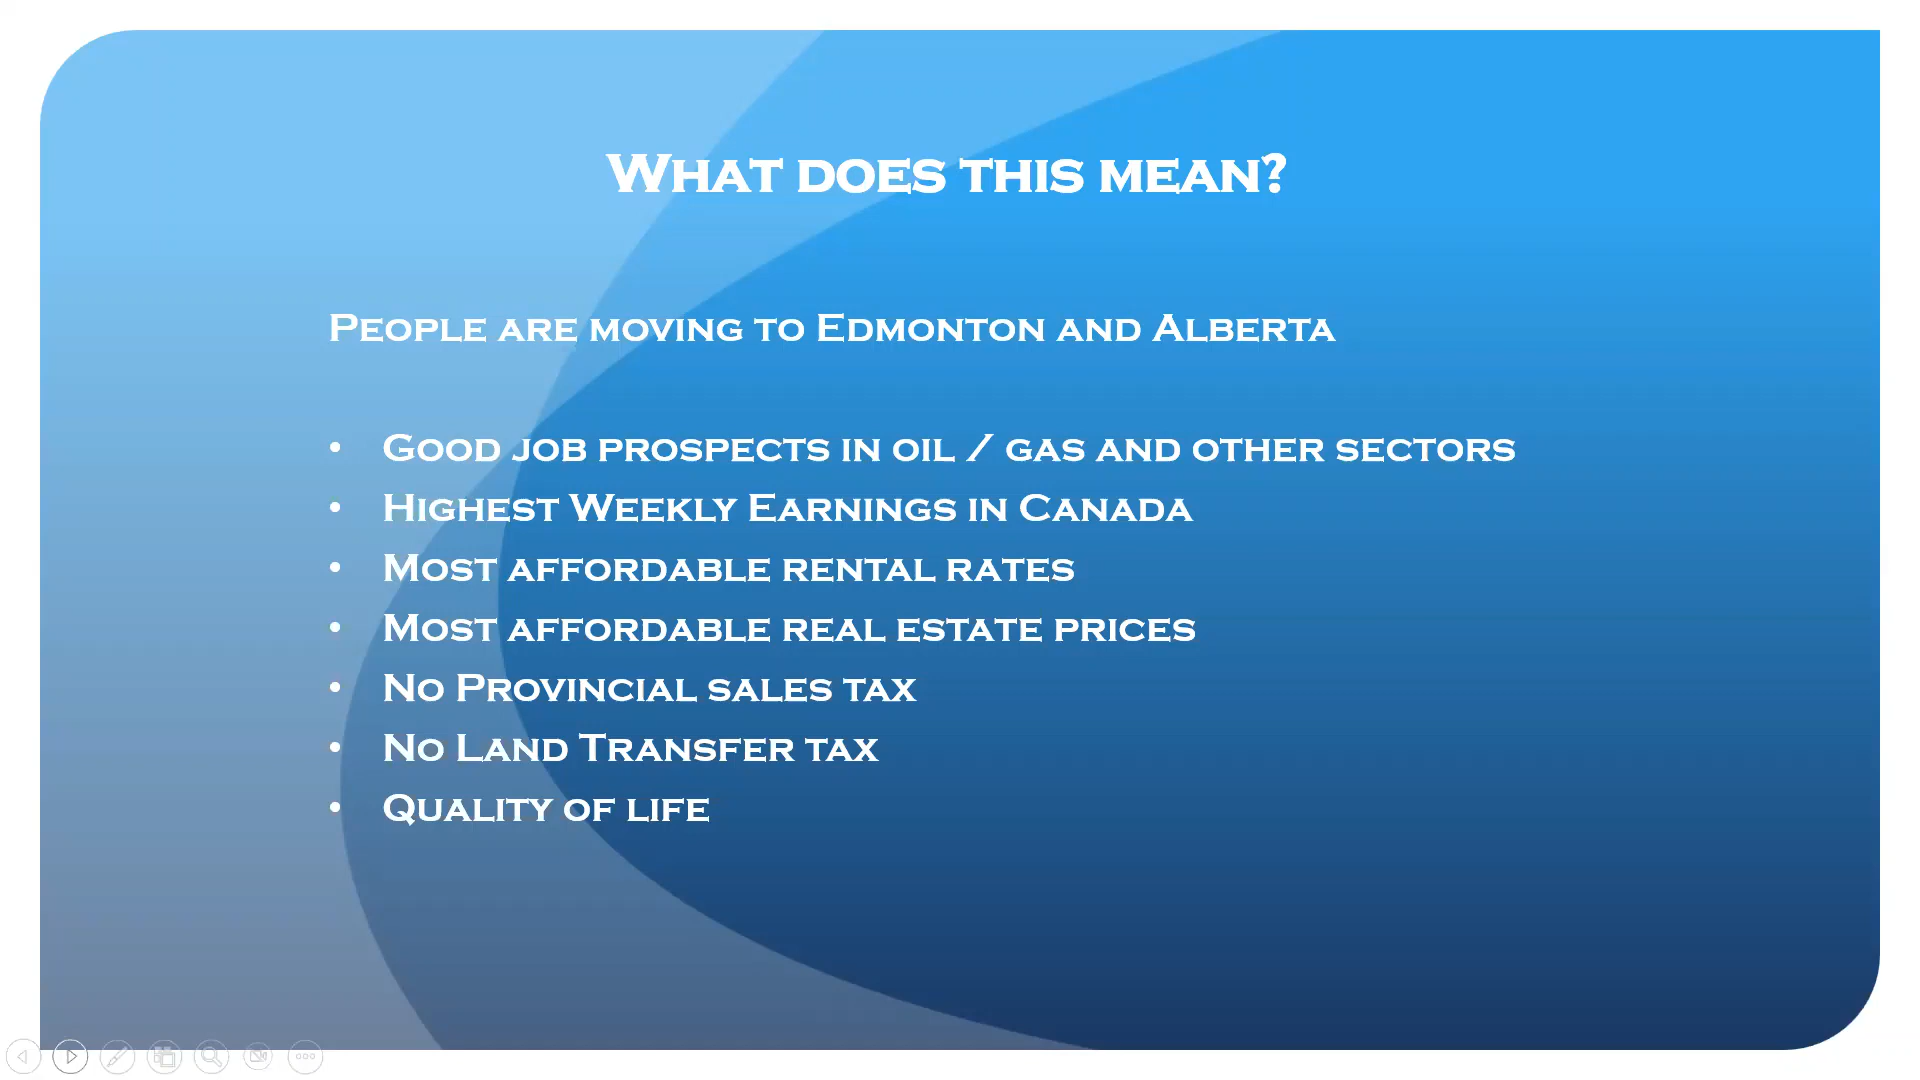 What does this mean?
People are moving to Edmonton and Alberta
• Good job prospects in oil / gas and other sectors
• Highest Weekly Earnings in Canada
• Most affordable rental rates
• Most affordable real estate prices
• No Provincial sales tax
• No Land Transfer tax
• Quality of life